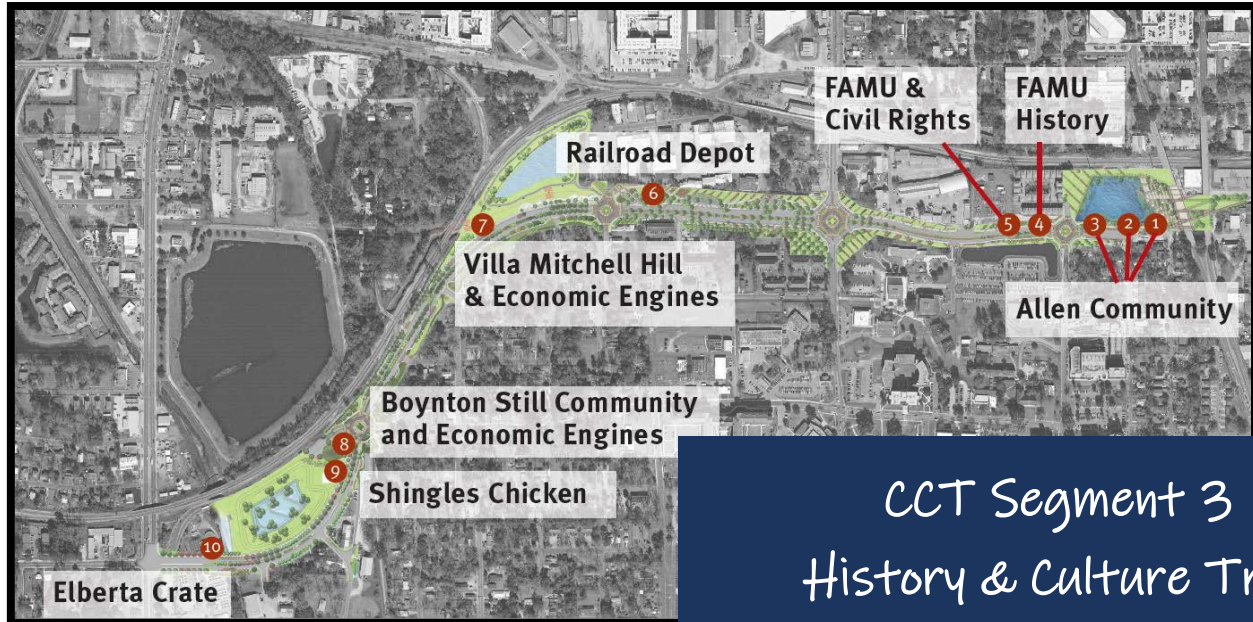 FAMU &
Civil Rights
FAMU
History
Railroad Depot
6
5
4
3
2
1
7
Villa Mitchell Hill
& Economic Engines
Allen Community
Boynton Still Community
and Economic Engines
8
9
Shingles Chicken
10
Elberta Crate
CCT Segment 3
History & Culture